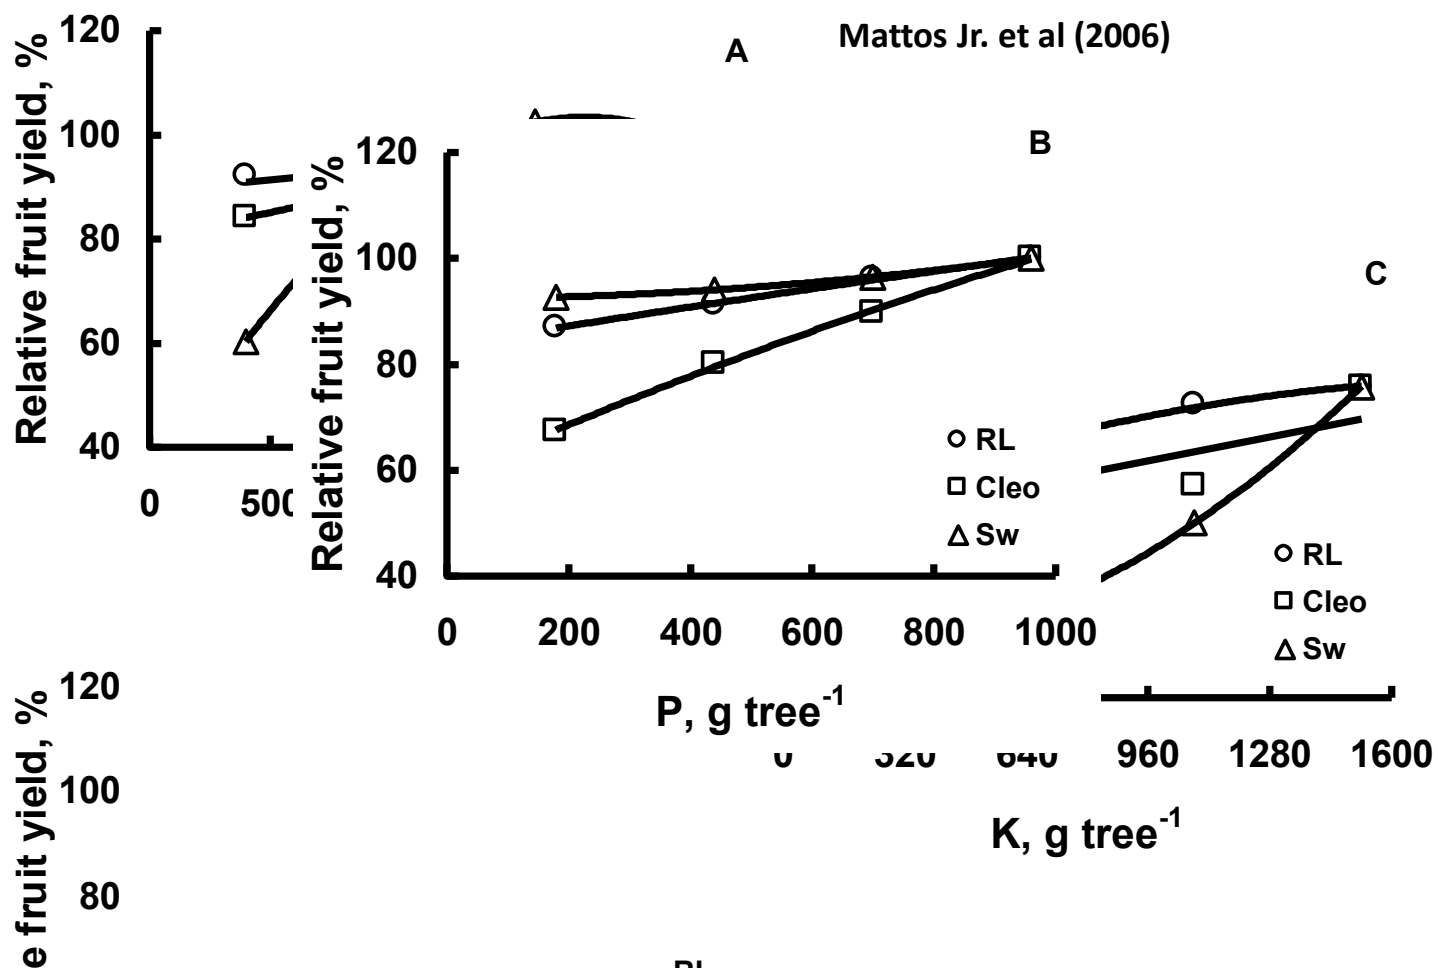 Mattos Jr. et al (2006)
A
Relative fruit yield, %
120
100
80
60
40
0
B
Relative fruit yield, %
120
100
80
60
40
RL
Cleo
Sw
0 200 400 600 800 1000
P, g tree-1
C
RL
Cleo
Sw
960 1280 1600
K, g tree-1
fruit yield, %
120
100
80